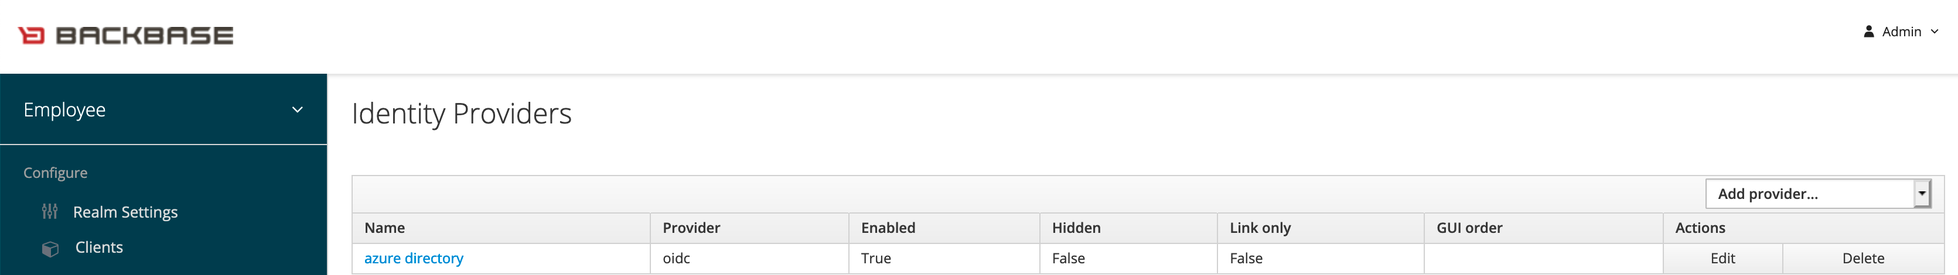 BACKBASE
Admin
Employee
Identity Providers
Configure
Realm Settings
Clients
Add provider...
Name Provider Enabled Hidden Link only GUI order Actions
azure directory oidc True False False Edit Delete